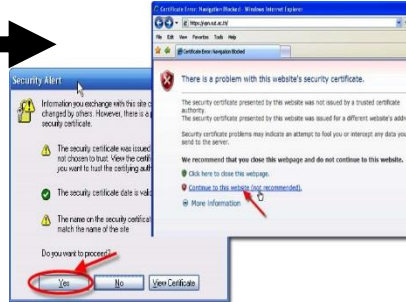 Certificate Error: Navigation Blocked - Windows Internet Explorer
File Edit View Favorites Tools Help
Certificate Error: Navigation Blocked
There is a problem with this website's security certificate.
The security certificate presented by this website was not issued by a trusted certificate
authority.
The security certificate presented by this website was issued for a different website's addr
Security certificate problems may indicate an attempt to fool you or intercept any data you
send to the server.
We recommend that you close this webpage and do not continue to this website.
Click here to close this webpage.
Continue to this website (not recommended).
More information
Security Alert
Information you exchange with this site c
changed by others. However, there is a p
security certificate.
The security certificate was issued
not chosen to trust. View the certifi
you want to trust the certifying auth
The security certificate date is valid
The name on the security certificat
match the name of the site
Do you want to proceed?
Yes No View Certificate